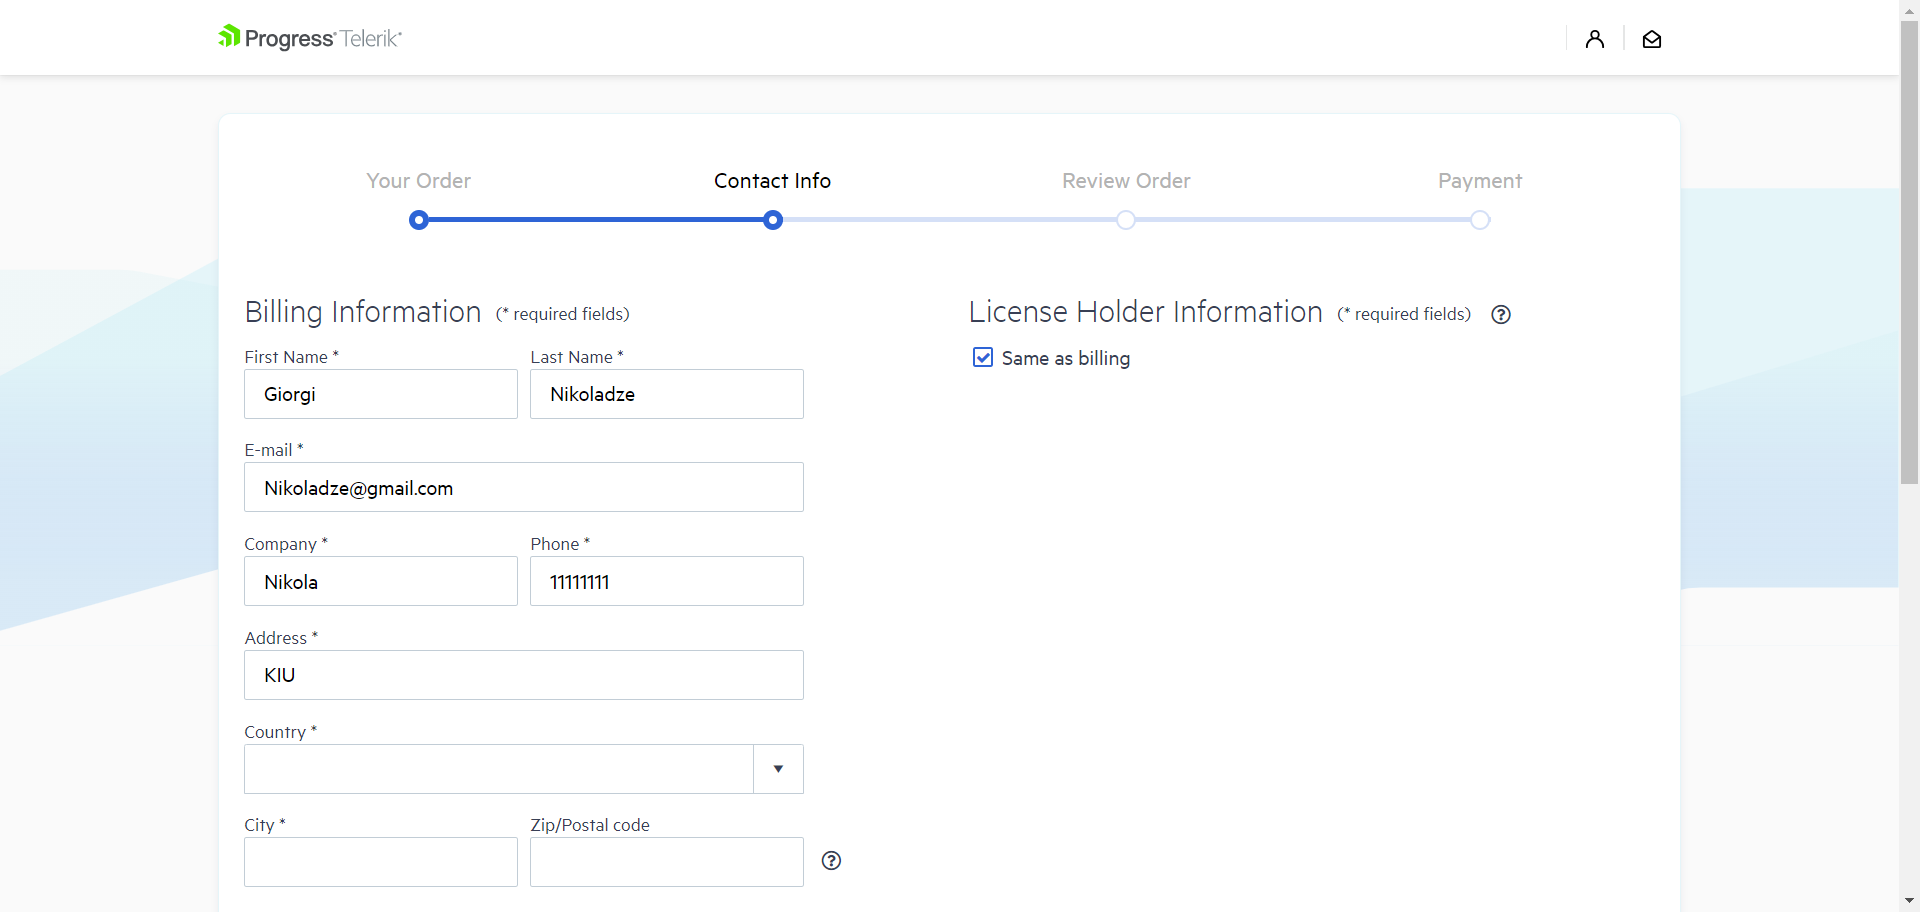 Progress Telerik
Your Order
Contact Info
Review Order
Payment
Billing Information (* required fields)
First Name *
Last Name *
Giorgi
Nikoladze
E-mail *
Nikoladze@gmail.com
Company *
Phone *
Nikola
11111111
Address *
KIU
Country *
City *
Zip/Postal code
License Holder Information (* required fields)
Same as billing